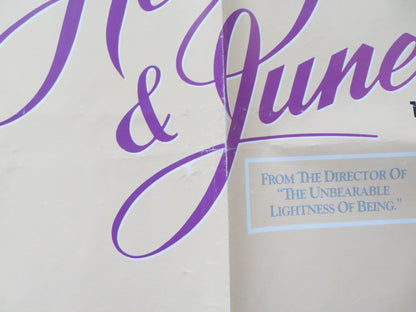 & June
FROM THE DIRECTOR OF
"THE UNBEARABLE
LIGHTNESS OF BEING."